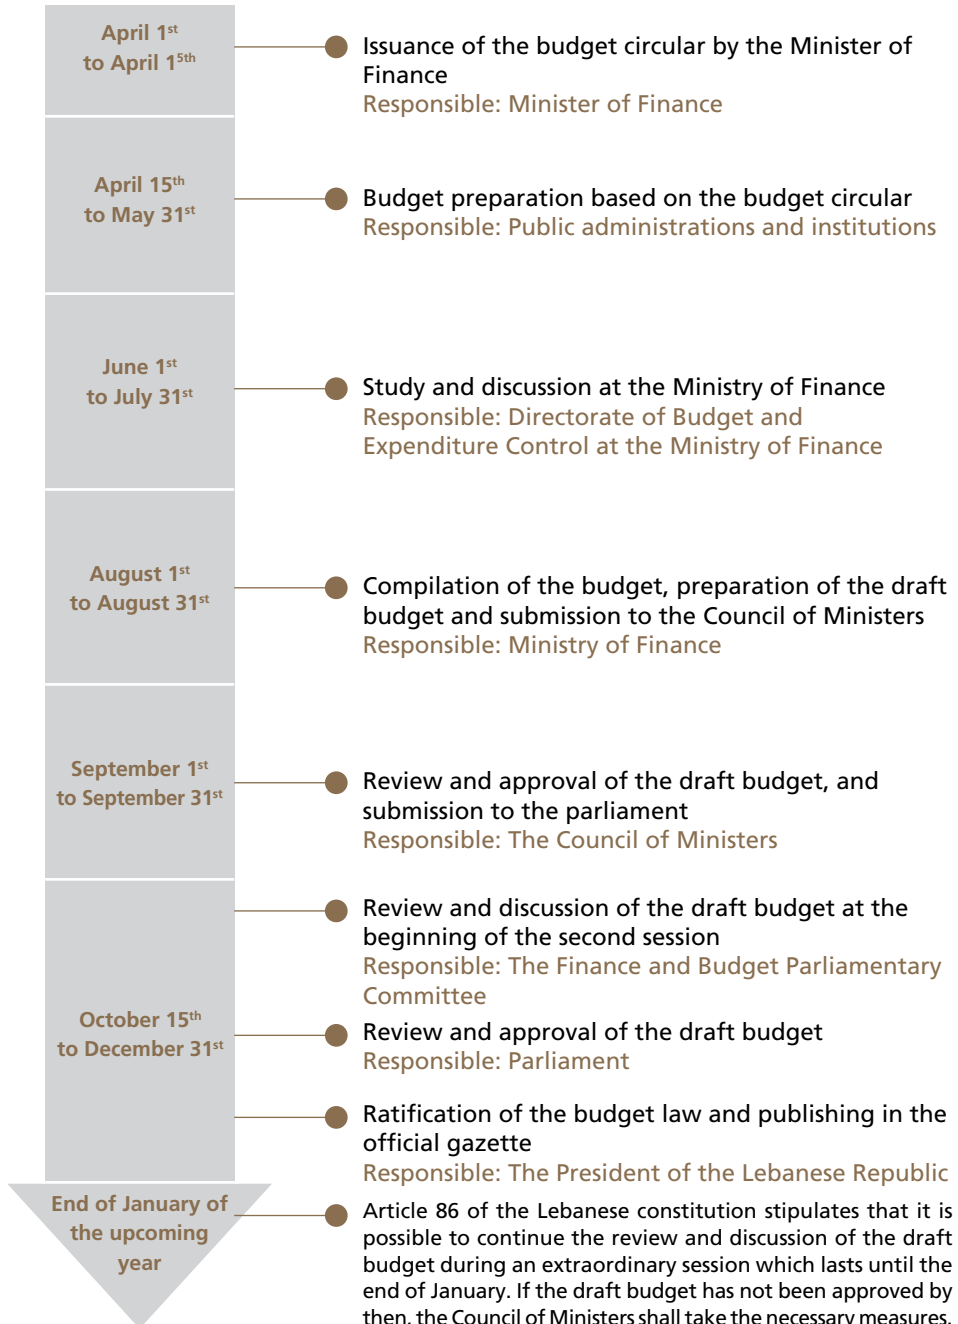 April 1st
to April 15th
Issuance of the budget circular by the Minister of
Finance
Responsible: Minister of Finance
April 15th
to May 31st
Budget preparation based on the budget circular
Responsible: Public administrations and institutions
June 1st
to July 31st
Study and discussion at the Ministry of Finance
Responsible: Directorate of Budget and
Expenditure Control at the Ministry of Finance
August 1st
to August 31st
Compilation of the budget, preparation of the draft
budget and submission to the Council of Ministers
Responsible: Ministry of Finance
September 1st
to September 31st
Review and approval of the draft budget, and
submission to the parliament
Responsible: The Council of Ministers
October 15th
to December 31st
Review and discussion of the draft budget at the
beginning of the second session
Responsible: The Finance and Budget Parliamentary
Committee
Review and approval of the draft budget
Responsible: Parliament
Ratification of the budget law and publishing in the
official gazette
Responsible: The President of the Lebanese Republic
End of January of
the upcoming
year
Article 86 of the Lebanese constitution stipulates that it is
possible to continue the review and discussion of the draft
budget during an extraordinary session which lasts until the
end of January. If the draft budget has not been approved by
then, the Council of Ministers shall take the necessary measures.